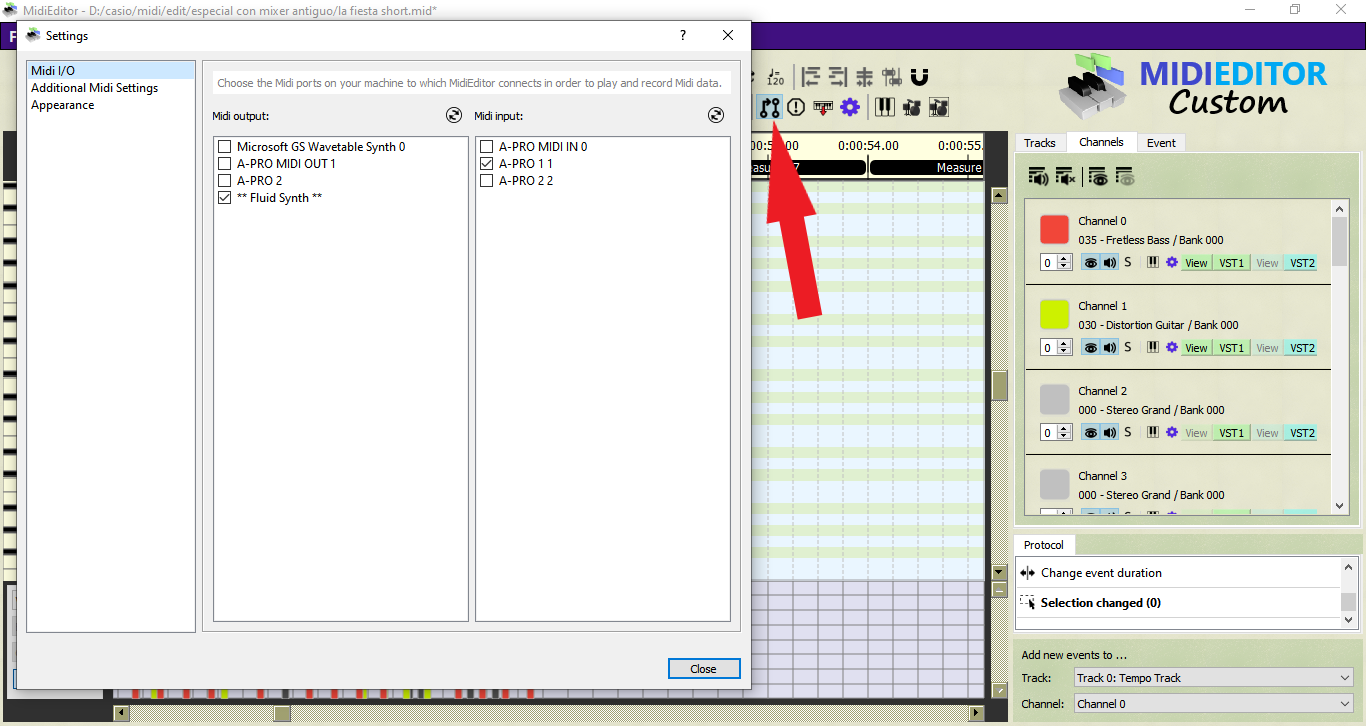 MidiEditor - D:/casio/midi/edit/especial con mixer antiguo/la fiesta short.mid*
Settings
?
Midi I/O
Additional Midi Settings
Appearance
Choose the Midi ports on your machine to which MidiEditor connects in order to play and record Midi data.
Midi output:
Midi input:
Microsoft GS Wavetable Synth 0
A-PRO MIDI OUT 1
A-PRO 2
** Fluid Synth **
A-PRO MIDI IN 0
A-PRO 1 1
A-PRO 2 2
Close
120
MIDIEDITOR
Custom
0:00:54.00
0:00:55.
Measure
Tracks
Channels
Event
Channel 0
035 - Fretless Bass / Bank 000
0 S View VST1 View VST2
Channel 1
030 - Distortion Guitar / Bank 000
0 S View VST1 View VST2
Channel 2
000 - Stereo Grand / Bank 000
0 S View VST1 View VST2
Channel 3
000 - Stereo Grand / Bank 000
Protocol
Change event duration
Selection changed (0)
Add new events to ...
Track: Track 0: Tempo Track
Channel: Channel 0